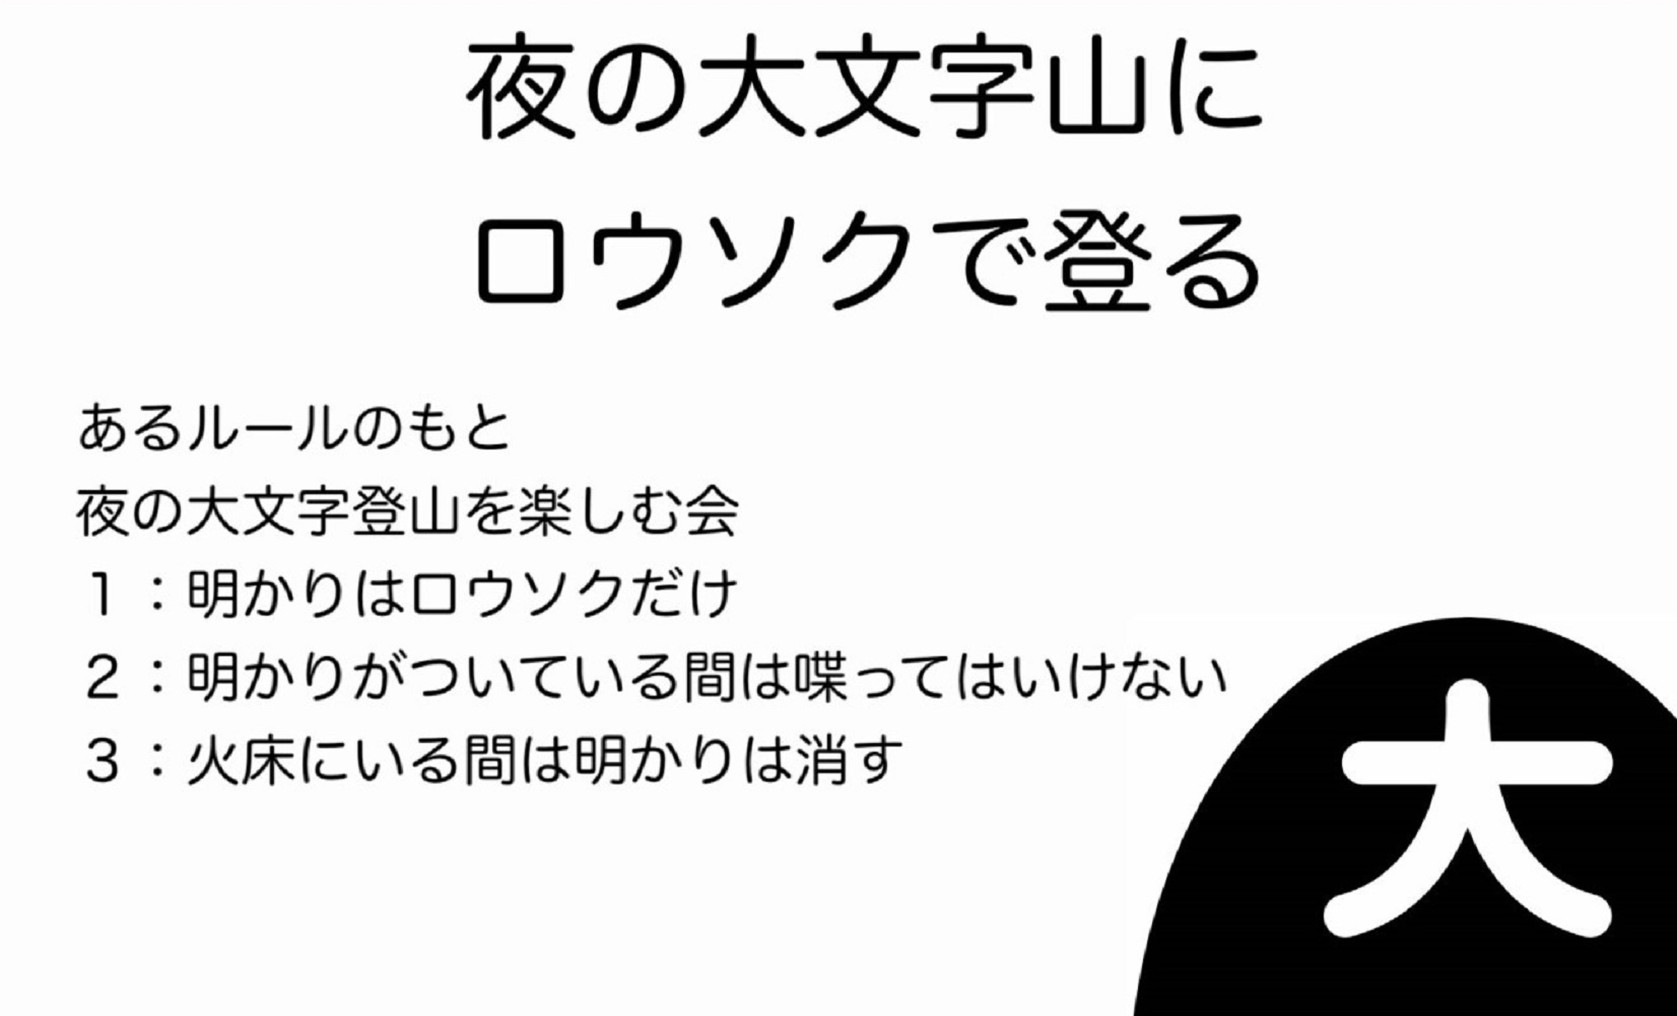 夜の大文字山に
ロウソクで登る
あるルールのもと
夜の大文字登山を楽しむ会
１：明かりはロウソクだけ
２：明かりがついている間は喋ってはいけない
３：火床にいる間は明かりは消す
大